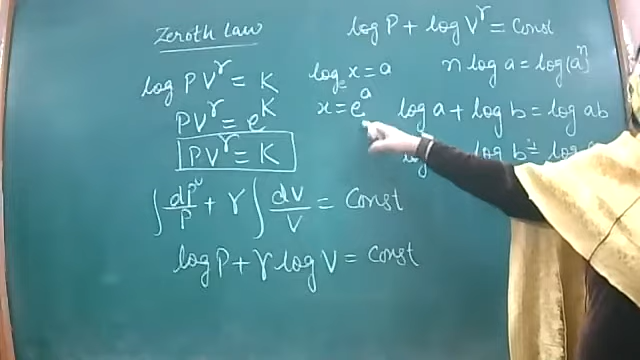 Zeroth law
log P + log V^γ = Const
log PV^γ = K
log_e x = a
n log a = log(a^n)
PV^γ = e^K
x = e^a
log a + log b = log ab
PV^γ = K
log b =
∫ dP/P + γ ∫ dV/V = Const
log P + γ log V = Const